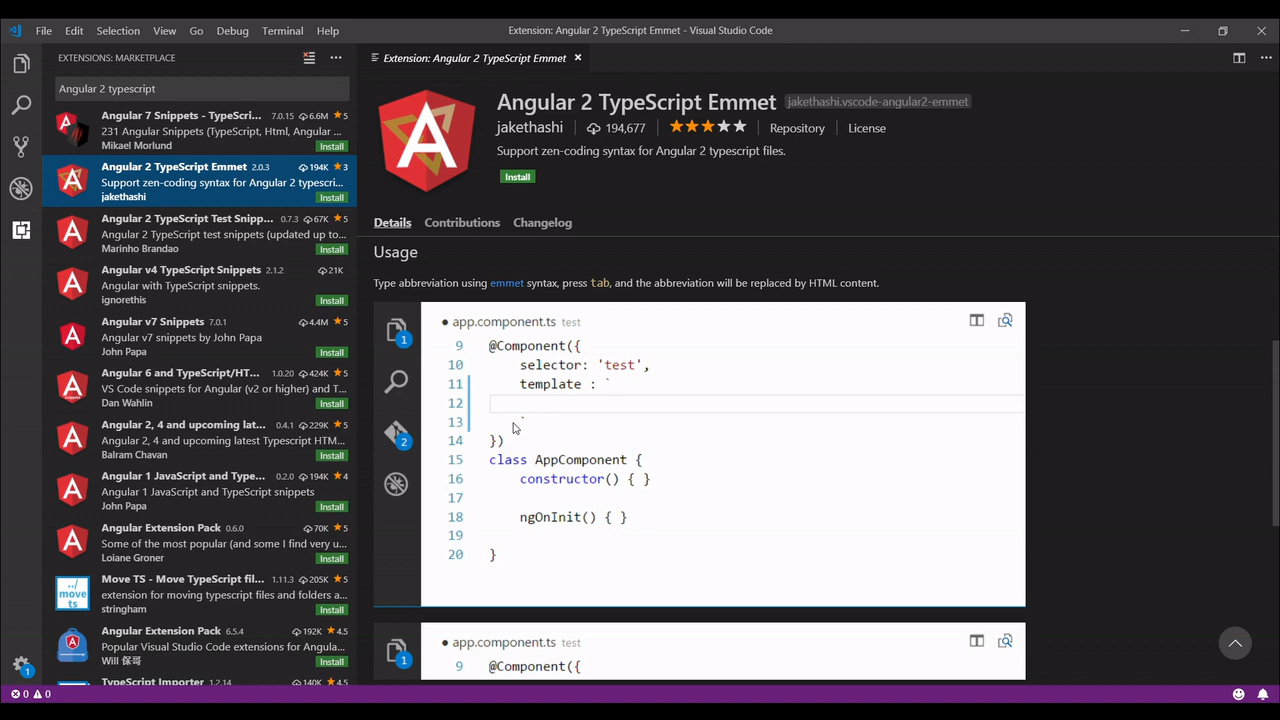 File Edit Selection View Go Debug Terminal Help
Extension: Angular 2 TypeScript Emmet - Visual Studio Code
EXTENSIONS: MARKETPLACE
Angular 2 typescript
Angular 7 Snippets - TypeScri... 7.0.15 6.6M 5
231 Angular Snippets (TypeScript, Html, Angular ...
Mikael Morlund Install
Angular 2 TypeScript Emmet 2.0.3 194K 3
Support zen-coding syntax for Angular 2 typescri...
jakethashi Install
Angular 2 TypeScript Test Snipp... 0.7.3 67K 5
Angular 2 TypeScript test snippets (updated up to...
Marinho Brandao Install
Angular v4 TypeScript Snippets 2.1.2 21K
Angular with TypeScript snippets.
ignorethis Install
Angular v7 Snippets 7.0.1 4.4M 5
Angular v7 snippets by John Papa
John Papa Install
Angular 6 and TypeScript/HT... 1.0.20 424K 5
VS Code snippets for Angular (v2 or higher) and T...
Dan Wahlin Install
Angular 2, 4 and upcoming lat... 0.4.1 229K 5
Angular 2, 4 and upcoming latest Typescript HTM...
Balram Chavan Install
Angular 1 JavaScript and Type... 0.2.0 194K 4
Angular 1 JavaScript and TypeScript snippets
John Papa Install
Angular Extension Pack 0.6.0 70K 5
Some of the most popular (and some I find very u...
Loiane Groner Install
Move TS - Move TypeScript fil... 1.11.3 205K 5
extension for moving typescript files and folders a...
stringham Install
../
move
ts
Angular Extension Pack 6.5.4 192K 4.5
Popular Visual Studio Code extensions for Angula...
Will 保哥 Install
TypeScript Importer 1.2.14 140K 4.5
1
0 0
Extension: Angular 2 TypeScript Emmet
Angular 2 TypeScript Emmet jakethashi.vscode-angular2-emmet
jakethashi 194,677 Repository License
Support zen-coding syntax for Angular 2 typescript files.
Install
Details Contributions Changelog
Usage
Type abbreviation using emmet syntax, press tab, and the abbreviation will be replaced by HTML content.
1
2
app.component.ts test
9 @Component({
10 selector: 'test',
11 template : `
12
13 `
14 })
15 class AppComponent {
16 constructor() { }
17
18 ngOnInit() { }
19
20 }
1
app.component.ts test
9 @Component({